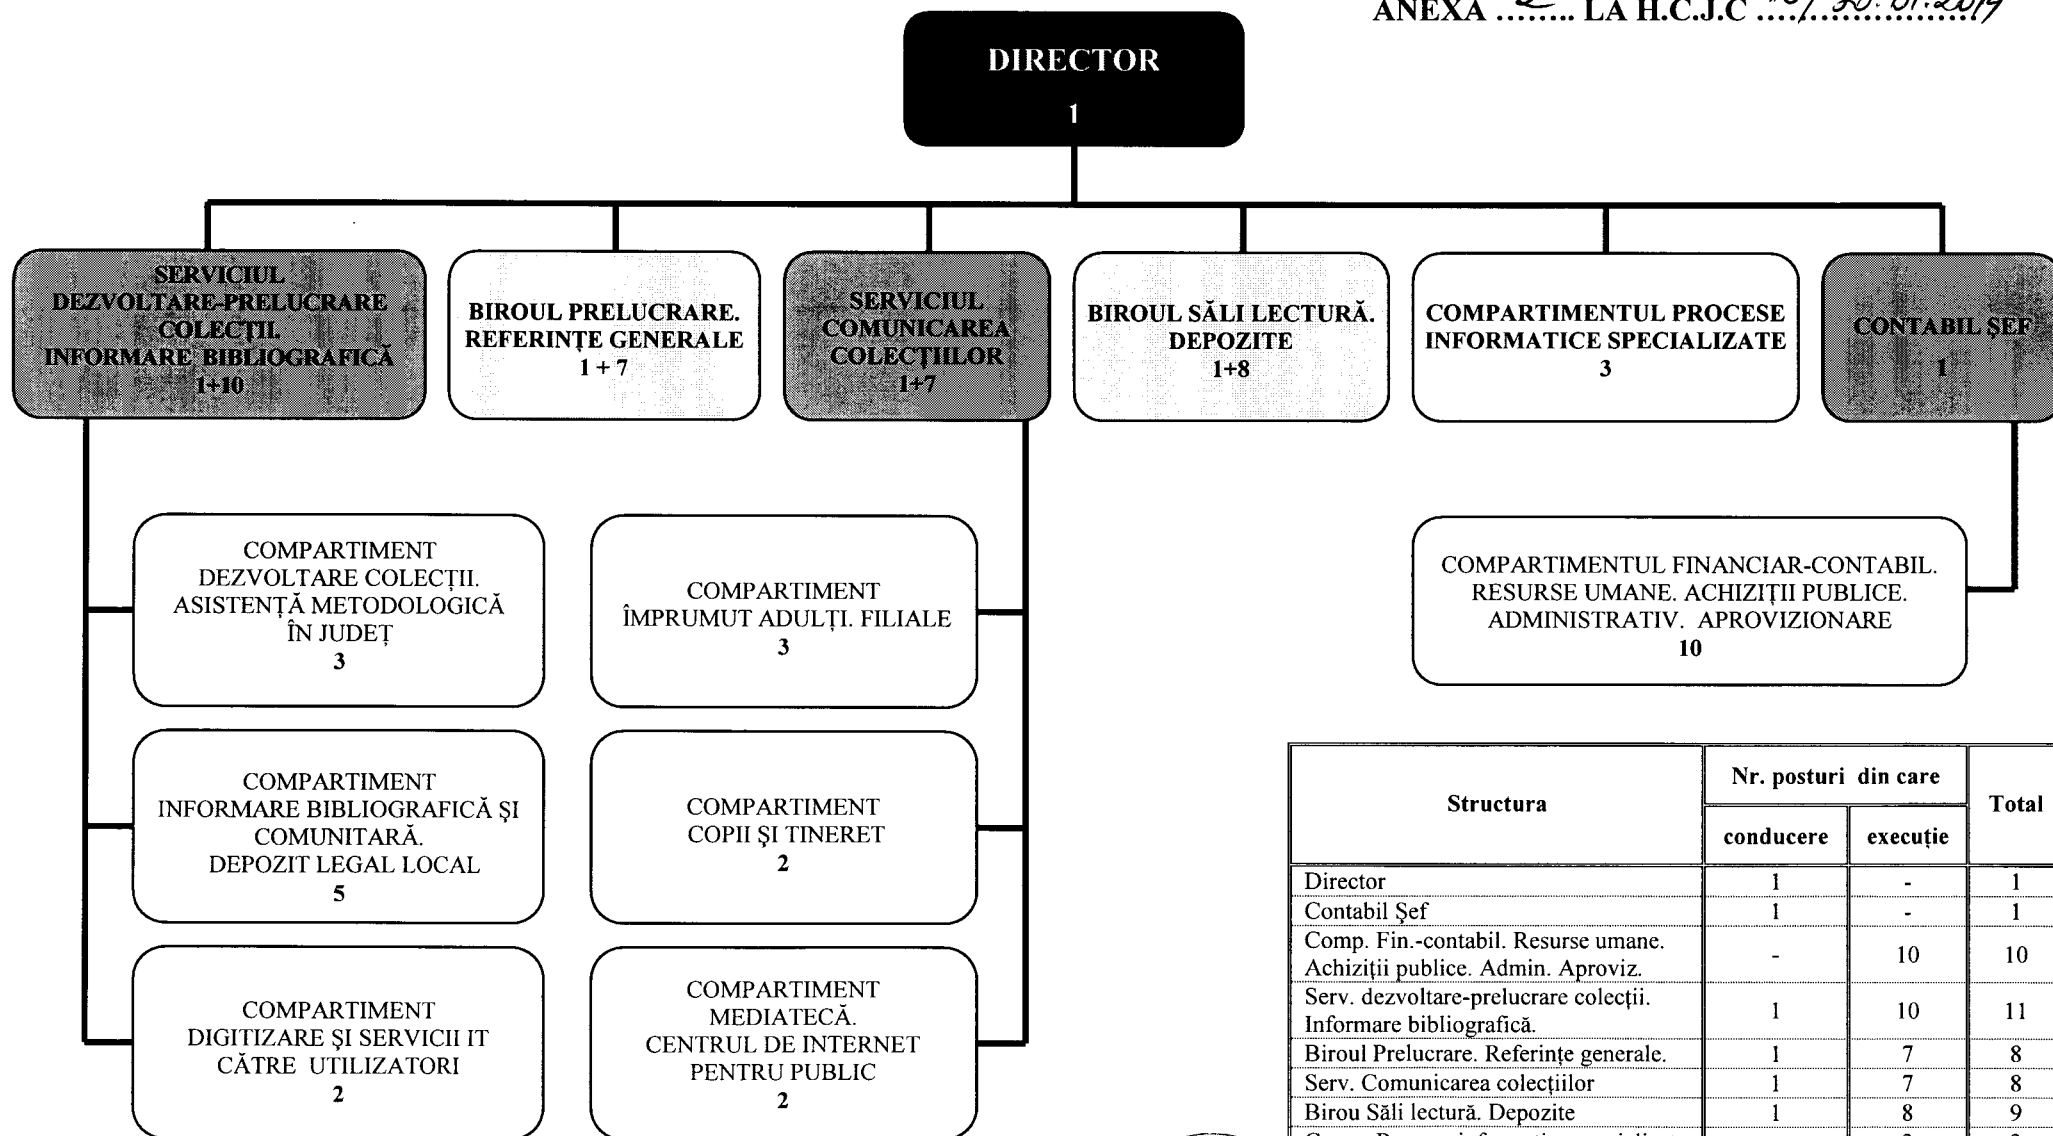 ANEXA ........ LA H.C.J.C ..../....................
DIRECTOR
1
SERVICIUL
DEZVOLTARE-PRELUCRARE
COLECȚII.
INFORMARE BIBLIOGRAFICĂ
1+10
BIROUL PRELUCRARE.
REFERINȚE GENERALE
1 + 7
SERVICIUL
COMUNICAREA
COLECȚIILOR
1+7
BIROUL SĂLI LECTURĂ.
DEPOZITE
1+8
COMPARTIMENTUL PROCESE
INFORMATICE SPECIALIZATE
3
CONTABIL ȘEF
1
COMPARTIMENT
DEZVOLTARE COLECȚII.
ASISTENȚĂ METODOLOGICĂ
ÎN JUDEȚ
3
COMPARTIMENT
INFORMARE BIBLIOGRAFICĂ ȘI
COMUNITARĂ.
DEPOZIT LEGAL LOCAL
5
COMPARTIMENT
DIGITIZARE ȘI SERVICII IT
CĂTRE UTILIZATORI
2
COMPARTIMENT
ÎMPRUMUT ADULȚI. FILIALE
3
COMPARTIMENT
COPII ȘI TINERET
2
COMPARTIMENT
MEDIATECĂ.
CENTRUL DE INTERNET
PENTRU PUBLIC
2
COMPARTIMENTUL FINANCIAR-CONTABIL.
RESURSE UMANE. ACHIZIȚII PUBLICE.
ADMINISTRATIV. APROVIZIONARE
10
Structura Nr. posturi din care Total
conducere execuție
Director 1 - 1
Contabil Șef 1 - 1
Comp. Fin.-contabil. Resurse umane.
Achiziții publice. Admin. Aproviz. - 10 10
Serv. dezvoltare-prelucrare colecții.
Informare bibliografică. 1 10 11
Biroul Prelucrare. Referințe generale. 1 7 8
Serv. Comunicarea colecțiilor 1 7 8
Birou Săli lectură. Depozite 1 8 9